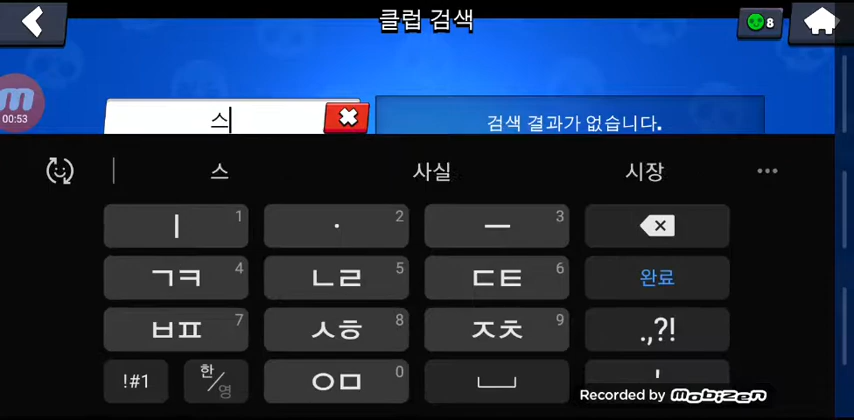 클럽 검색
8
00:53
스
검색 결과가 없습니다.
스 사실 시장 •••
ㅣ 1 · 2 ㅡ 3
ㄱㅋ 4 ㄴㄹ 5 ㄷㅌ 6 완료
ㅂㅍ 7 ㅅㅎ 8 ㅈㅊ 9 .,?!
!#1 한/영 ㅇㅁ 0
Recorded by mobizen